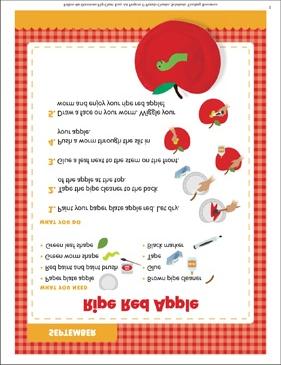 SEPTEMBER
Ripe Red Apple
WHAT YOU NEED
• Paper plate apple
• Red paint and paint brush
• Green worm shape
• Green leaf shape
• Brown pipe cleaner
• Glue
• Tape
• Black marker
WHAT YOU DO
1. Paint your paper plate apple red. Let dry.
2. Tape the pipe cleaner to the back
of the apple at the top.
3. Glue a leaf next to the stem on the front.
4. Push a worm through the slit in
your apple.
5. Draw a face on your worm. Wiggle your
worm and enjoy your ripe red apple!